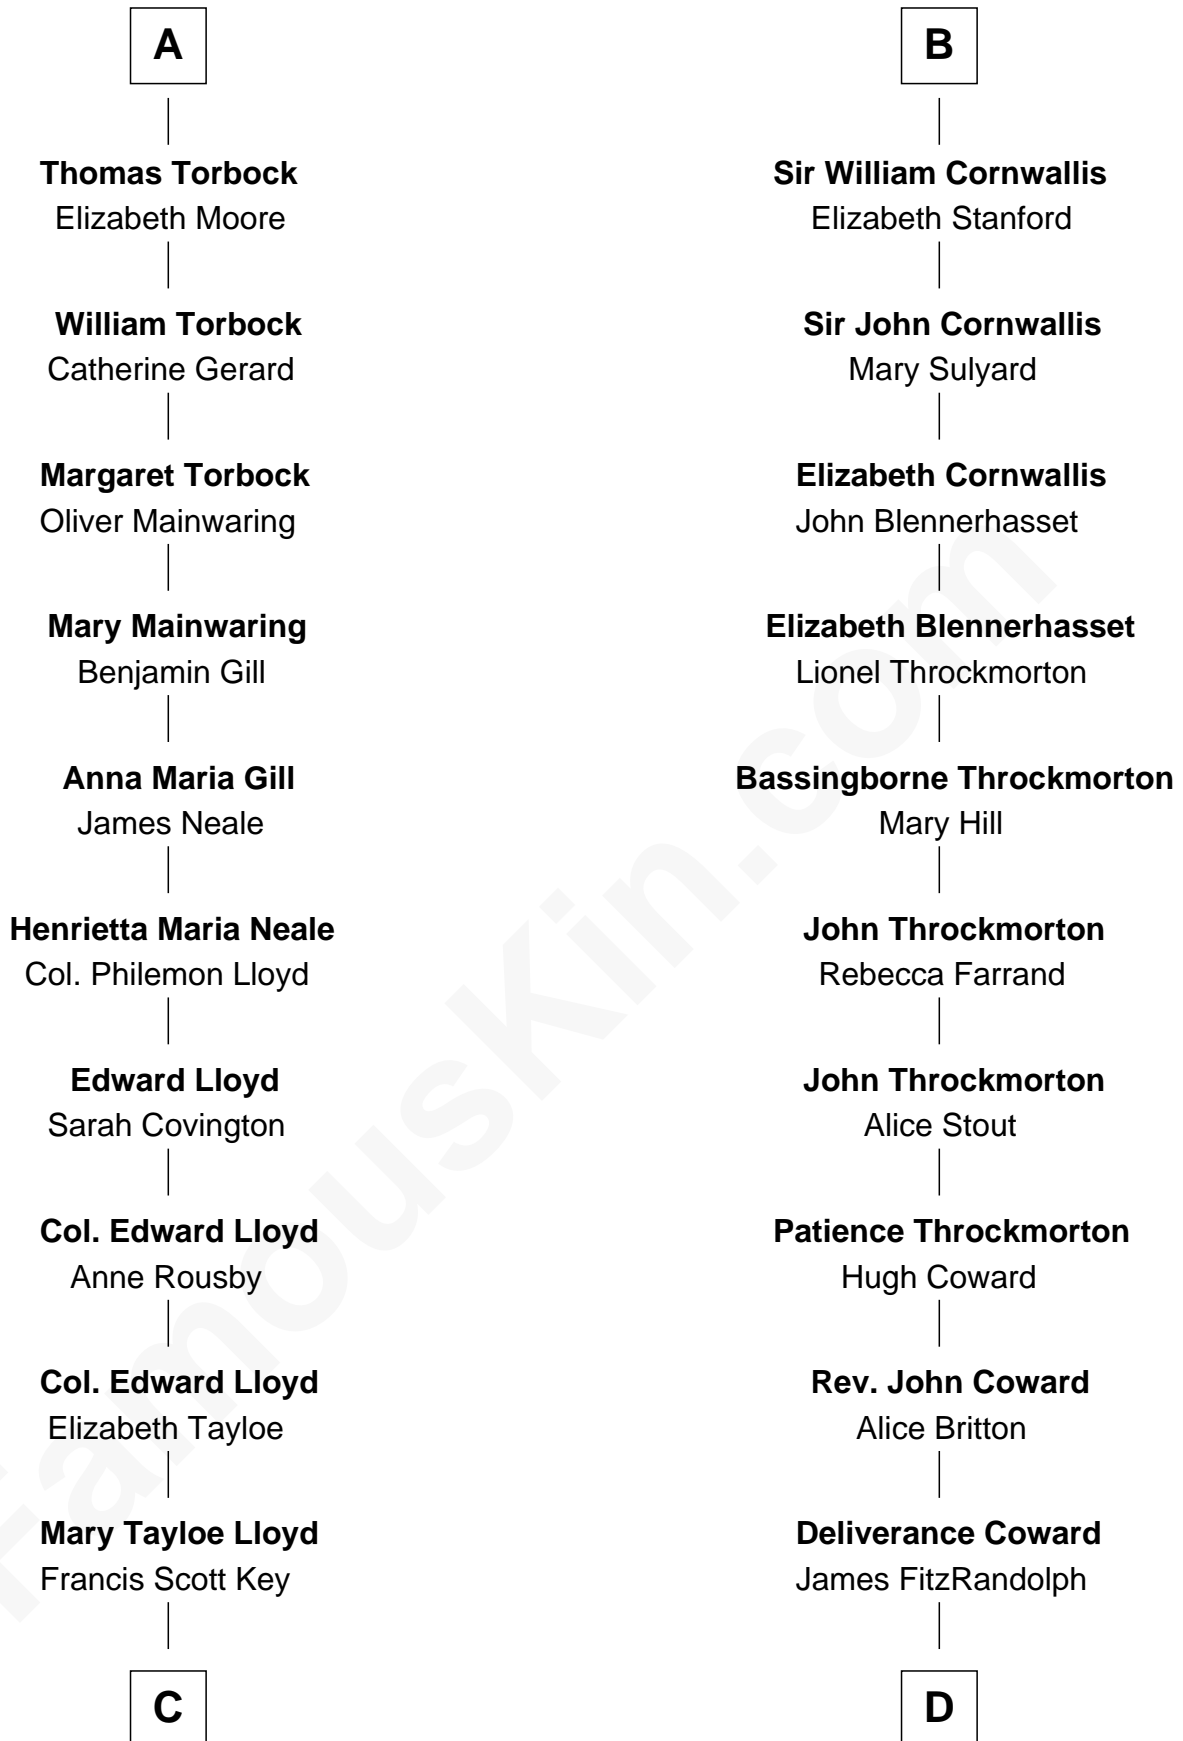 A
Thomas Torbock
Elizabeth Moore
William Torbock
Catherine Gerard
Margaret Torbock
Oliver Mainwaring
Mary Mainwaring
Benjamin Gill
Anna Maria Gill
James Neale
Henrietta Maria Neale
Col. Philemon Lloyd
Edward Lloyd
Sarah Covington
Col. Edward Lloyd
Anne Rousby
Col. Edward Lloyd
Elizabeth Tayloe
Mary Tayloe Lloyd
Francis Scott Key
C
B
Sir William Cornwallis
Elizabeth Stanford
Sir John Cornwallis
Mary Sulyard
Elizabeth Cornwallis
John Blennerhasset
Elizabeth Blennerhasset
Lionel Throckmorton
Bassingborne Throckmorton
Mary Hill
John Throckmorton
Rebecca Farrand
John Throckmorton
Alice Stout
Patience Throckmorton
Hugh Coward
Rev. John Coward
Alice Britton
Deliverance Coward
James FitzRandolph
D
FamousKin.com